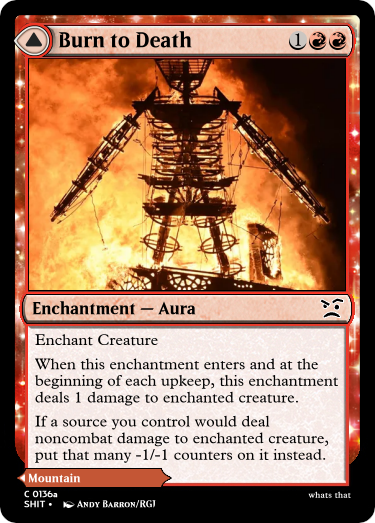 Burn to Death 1
Enchantment — Aura
Enchant Creature
When this enchantment enters and at the
beginning of each upkeep, this enchantment
deals 1 damage to enchanted creature.
If a source you control would deal
noncombat damage to enchanted creature,
put that many -1/-1 counters on it instead.
Mountain
C 0136a
SHIT • Andy Barron/RGJ
whats that